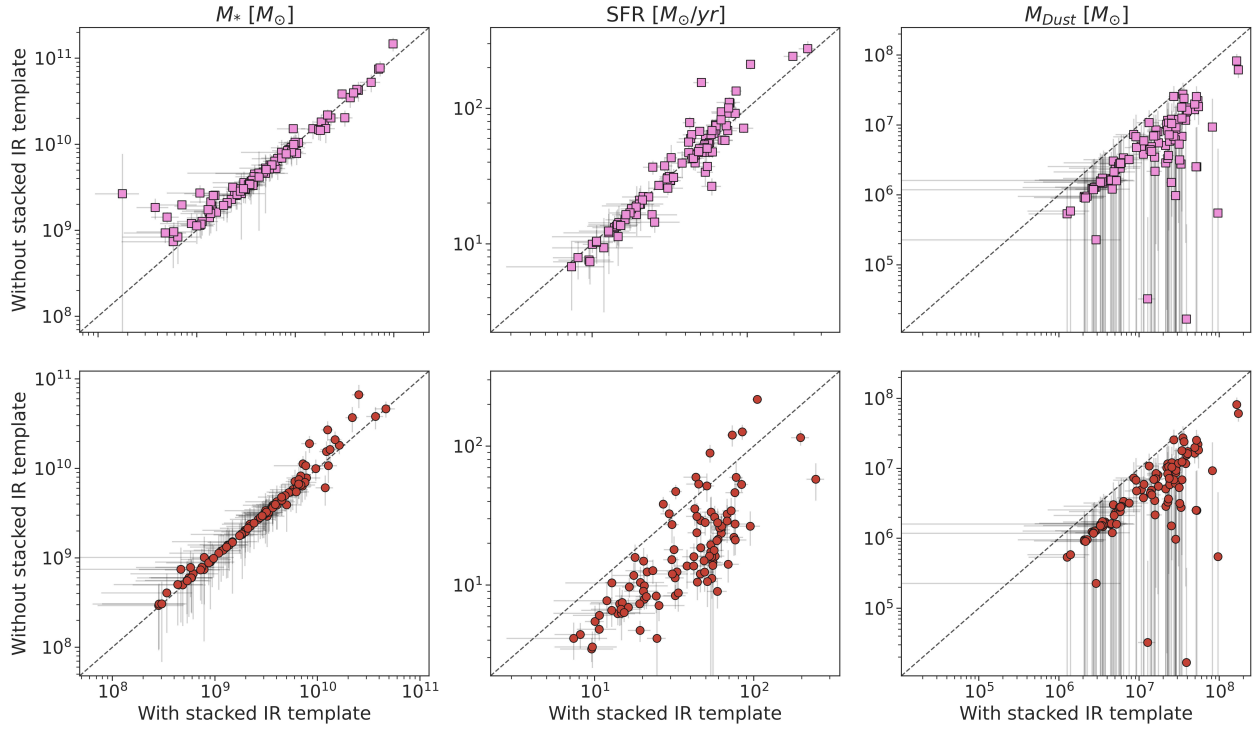 M* [M⊙]
SFR [M⊙/yr]
M_Dust [M⊙]
Without stacked IR template
10¹¹
10¹⁰
10⁹
10⁸
10²
10¹
10⁸
10⁷
10⁶
10⁵
Without stacked IR template
10¹¹
10¹⁰
10⁹
10⁸
10²
10¹
10⁸
10⁷
10⁶
10⁵
10⁸ 10⁹ 10¹⁰ 10¹¹
10¹ 10²
10⁵ 10⁶ 10⁷ 10⁸
With stacked IR template
With stacked IR template
With stacked IR template